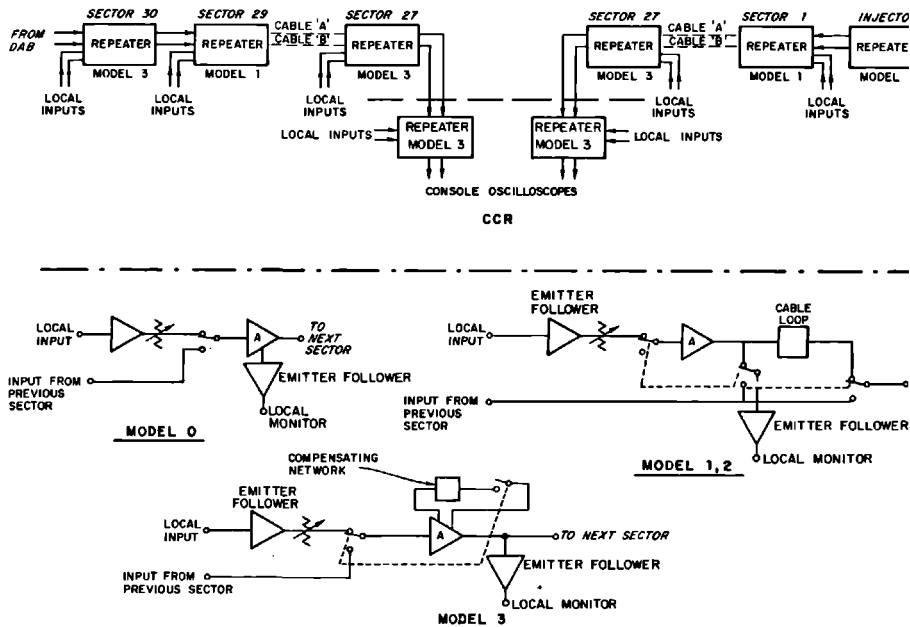 SECTOR 30
SECTOR 29
SECTOR 27
SECTOR 27
SECTOR 1
INJECTO
FROM
DAB
REPEATER
REPEATER
CABLE 'A'
CABLE 'B'
REPEATER
REPEATER
CABLE 'A'
CABLE 'B'
REPEATER
REPEATER
MODEL 3
MODEL 1
MODEL 3
MODEL 3
MODEL 1
MODEL
LOCAL
INPUTS
LOCAL
INPUTS
LOCAL
INPUTS
LOCAL
INPUTS
LOCAL
INPUTS
LOCAL INPUTS
REPEATER
MODEL 3
REPEATER
MODEL 3
LOCAL INPUTS
CONSOLE OSCILLOSCOPES
CCR
LOCAL
INPUT
A
TO
NEXT
SECTOR
INPUT FROM
PREVIOUS
SECTOR
EMITTER FOLLOWER
LOCAL
MONITOR
MODEL 0
EMITTER
FOLLOWER
CABLE
LOOP
LOCAL
INPUT
A
INPUT FROM
PREVIOUS
SECTOR
EMITTER FOLLOWER
LOCAL MONITOR
MODEL 1,2
COMPENSATING
NETWORK
EMITTER
FOLLOWER
LOCAL
INPUT
A
TO NEXT SECTOR
INPUT FROM
PREVIOUS SECTOR
EMITTER FOLLOWER
LOCAL MONITOR
MODEL 3